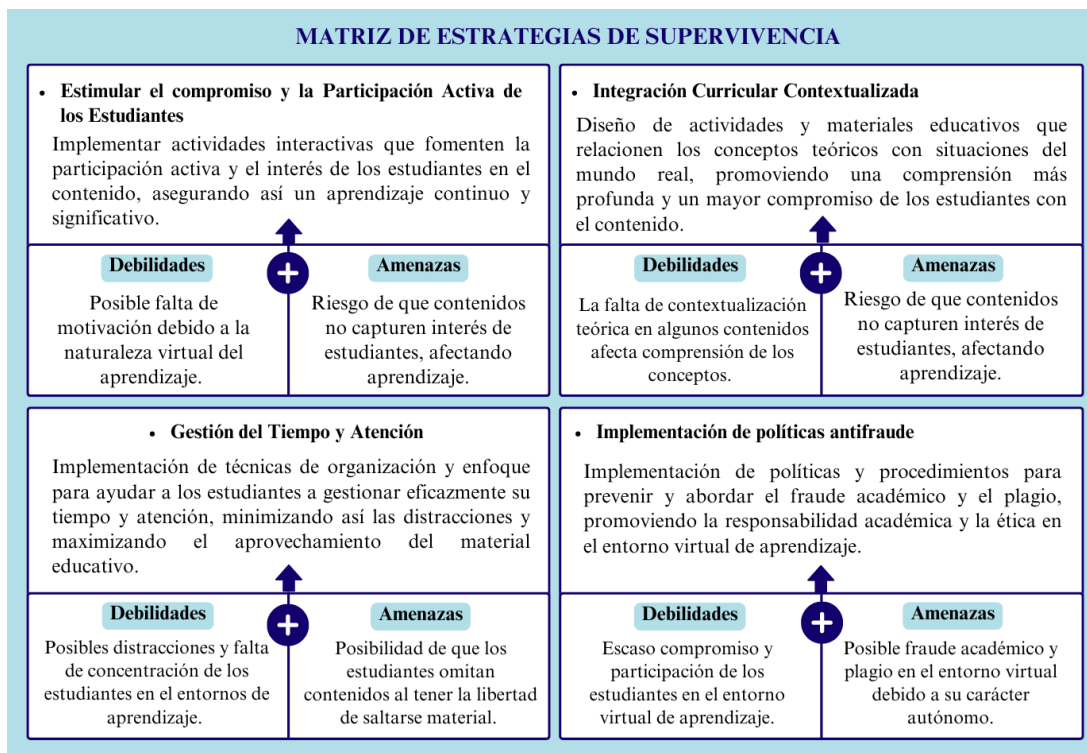 MATRIZ DE ESTRATEGIAS DE SUPERVIVENCIA
• Estimular el compromiso y la Participación Activa de
los Estudiantes
Implementar actividades interactivas que fomenten la
participación activa y el interés de los estudiantes en el
contenido, asegurando así un aprendizaje continuo y
significativo.
Debilidades
Posible falta de
motivación debido a la
naturaleza virtual del
aprendizaje.
+
Amenazas
Riesgo de que contenidos
no capturen interés de
estudiantes, afectando
aprendizaje.
• Integración Curricular Contextualizada
Diseño de actividades y materiales educativos que
relacionen los conceptos teóricos con situaciones del
mundo real, promoviendo una comprensión más
profunda y un mayor compromiso de los estudiantes con
el contenido.
Debilidades
La falta de contextualización
teórica en algunos contenidos
afecta comprensión de los
conceptos.
+
Amenazas
Riesgo de que contenidos
no capturen interés de
estudiantes, afectando
aprendizaje.
• Gestión del Tiempo y Atención
Implementación de técnicas de organización y enfoque
para ayudar a los estudiantes a gestionar eficazmente su
tiempo y atención, minimizando así las distracciones y
maximizando el aprovechamiento del material
educativo.
Debilidades
Posibles distracciones y falta
de concentración de los
estudiantes en el entornos de
aprendizaje.
+
Amenazas
Posibilidad de que los
estudiantes omitan
contenidos al tener la libertad
de saltarse material.
• Implementación de políticas antifraude
Implementación de políticas y procedimientos para
prevenir y abordar el fraude académico y el plagio,
promoviendo la responsabilidad académica y la ética en
el entorno virtual de aprendizaje.
Debilidades
Escaso compromiso y
participación de los
estudiantes en el entorno
virtual de aprendizaje.
+
Amenazas
Posible fraude académico y
plagio en el entorno virtual
debido a su carácter
autónomo.